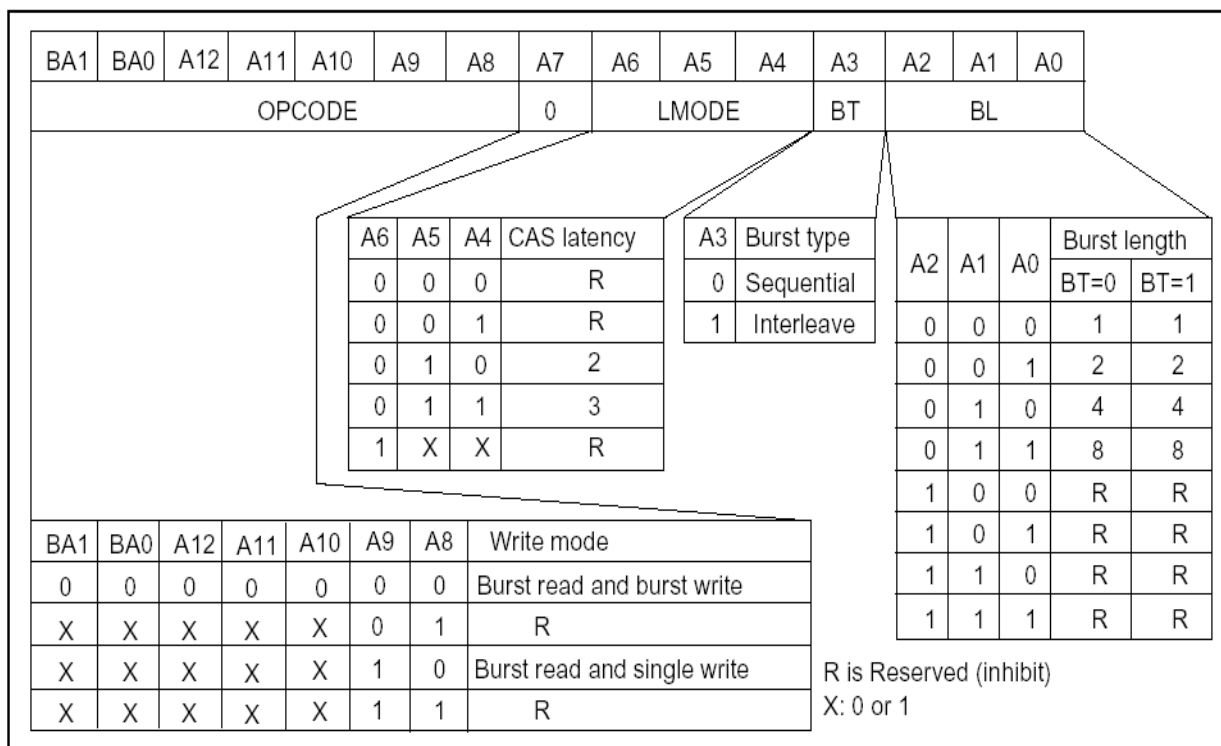 BA1 BA0 A12 A11 A10 A9 A8 A7 A6 A5 A4 A3 A2 A1 A0
OPCODE 0 LMODE BT BL
A6 A5 A4 CAS latency
0 0 0 R
0 0 1 R
0 1 0 2
0 1 1 3
1 X X R
A3 Burst type
0 Sequential
1 Interleave
A2 A1 A0 Burst length
BT=0 BT=1
0 0 0 1 1
0 0 1 2 2
0 1 0 4 4
0 1 1 8 8
1 0 0 R R
1 0 1 R R
1 1 0 R R
1 1 1 R R
BA1 BA0 A12 A11 A10 A9 A8 Write mode
0 0 0 0 0 0 0 Burst read and burst write
X X X X X 0 1 R
X X X X X 1 0 Burst read and single write
X X X X X 1 1 R
R is Reserved (inhibit)
X: 0 or 1